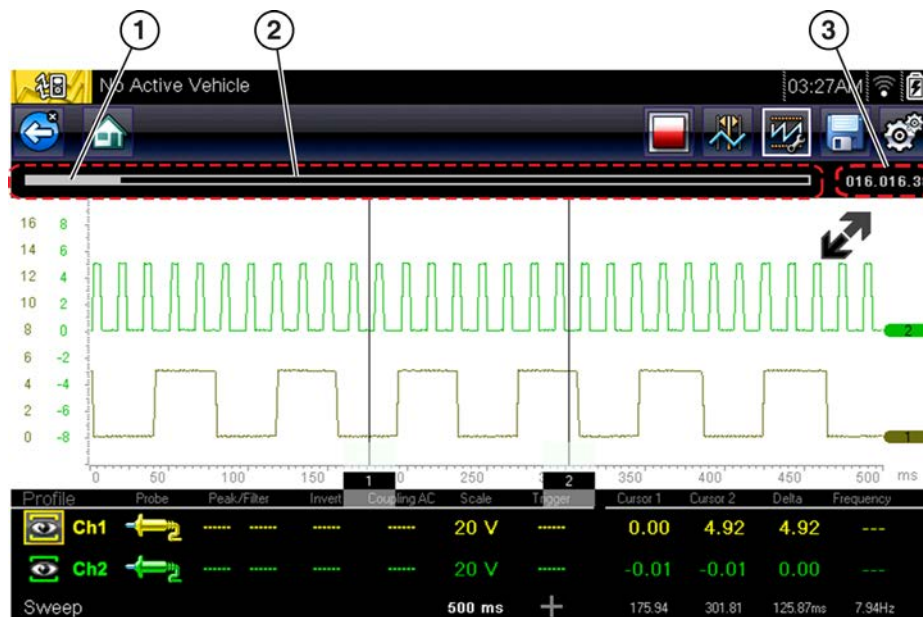 1 2 3
No Active Vehicle 03:27AM
016.016.3
16 8
14 6
12 4
10 2
8 0
6 -2
4 -4
2 -6
0 -8
2
1
0 50 100 150 250 350 400 450 500 ms
1 2
Profile Probe Peak/Filter Invert Coupling AC Scale Trigger Cursor 1 Cursor 2 Delta Frequency
Ch1 ------ ------ ------ ------ 20 V ------ 0.00 4.92 4.92 ---
Ch2 ------ ------ ------ ------ 20 V ------ -0.01 -0.01 0.00 ---
Sweep 500 ms + 175.94 301.81 125.87ms 7.94Hz